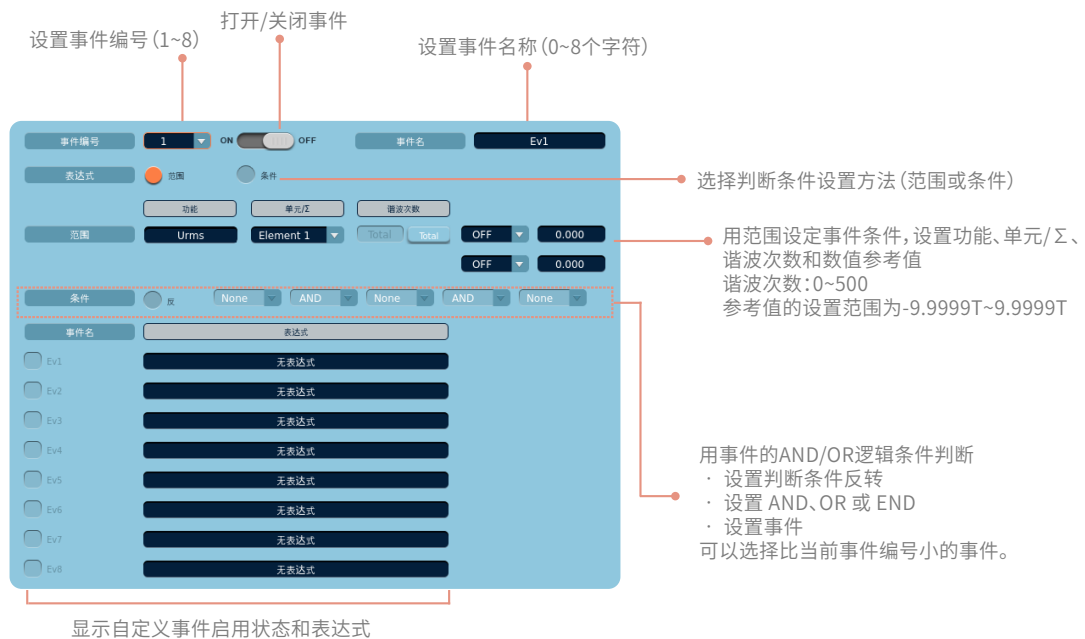 打开/关闭事件
设置事件编号（1~8）
设置事件名称（0~8个字符）
事件编号 1 ON OFF 事件名 Ev1
表达式 范围 条件
选择判断条件设置方法（范围或条件）
功能 单元/Σ 谐波次数
范围 Urms Element 1 Total Total OFF 0.000
OFF 0.000
用范围设定事件条件，设置功能、单元/Σ、
谐波次数和数值参考值
谐波次数：0~500
参考值的设置范围为-9.9999T~9.9999T
条件 反 None AND None AND None
事件名 表达式
Ev1 无表达式
Ev2 无表达式
Ev3 无表达式
Ev4 无表达式
Ev5 无表达式
Ev6 无表达式
Ev7 无表达式
Ev8 无表达式
用事件的AND/OR逻辑条件判断
· 设置判断条件反转
· 设置 AND、OR 或 END
· 设置事件
可以选择比当前事件编号小的事件。
显示自定义事件启用状态和表达式